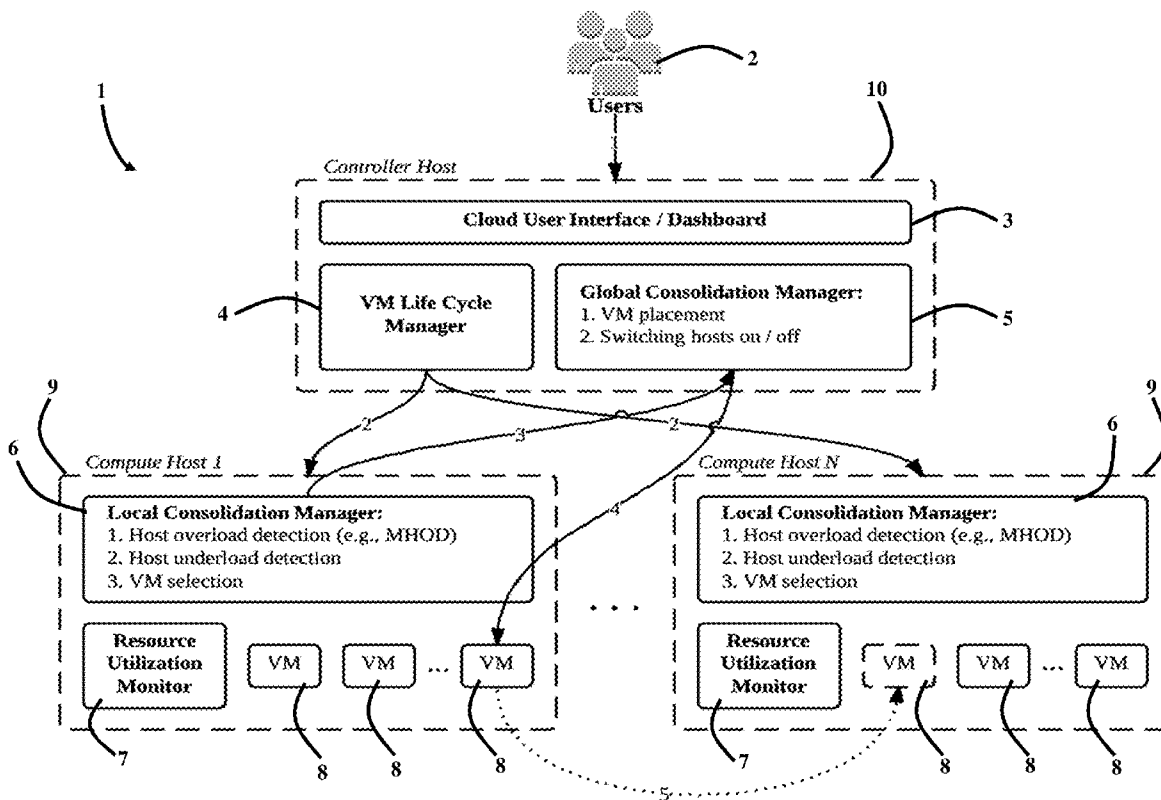 2
Users
1
10
Controller Host
Cloud User Interface / Dashboard
3
VM Life Cycle
Manager
4
Global Consolidation Manager:
1. VM placement
2. Switching hosts on / off
5
2
3
2
4
9
6
Compute Host 1
Local Consolidation Manager:
1. Host overload detection (e.g., MHOD)
2. Host underload detection
3. VM selection
Resource
Utilization
Monitor
VM
VM
...
VM
7
8
8
8
. . .
9
6
Compute Host N
Local Consolidation Manager:
1. Host overload detection (e.g., MHOD)
2. Host underload detection
3. VM selection
Resource
Utilization
Monitor
VM
VM
...
VM
7
8
8
8
5